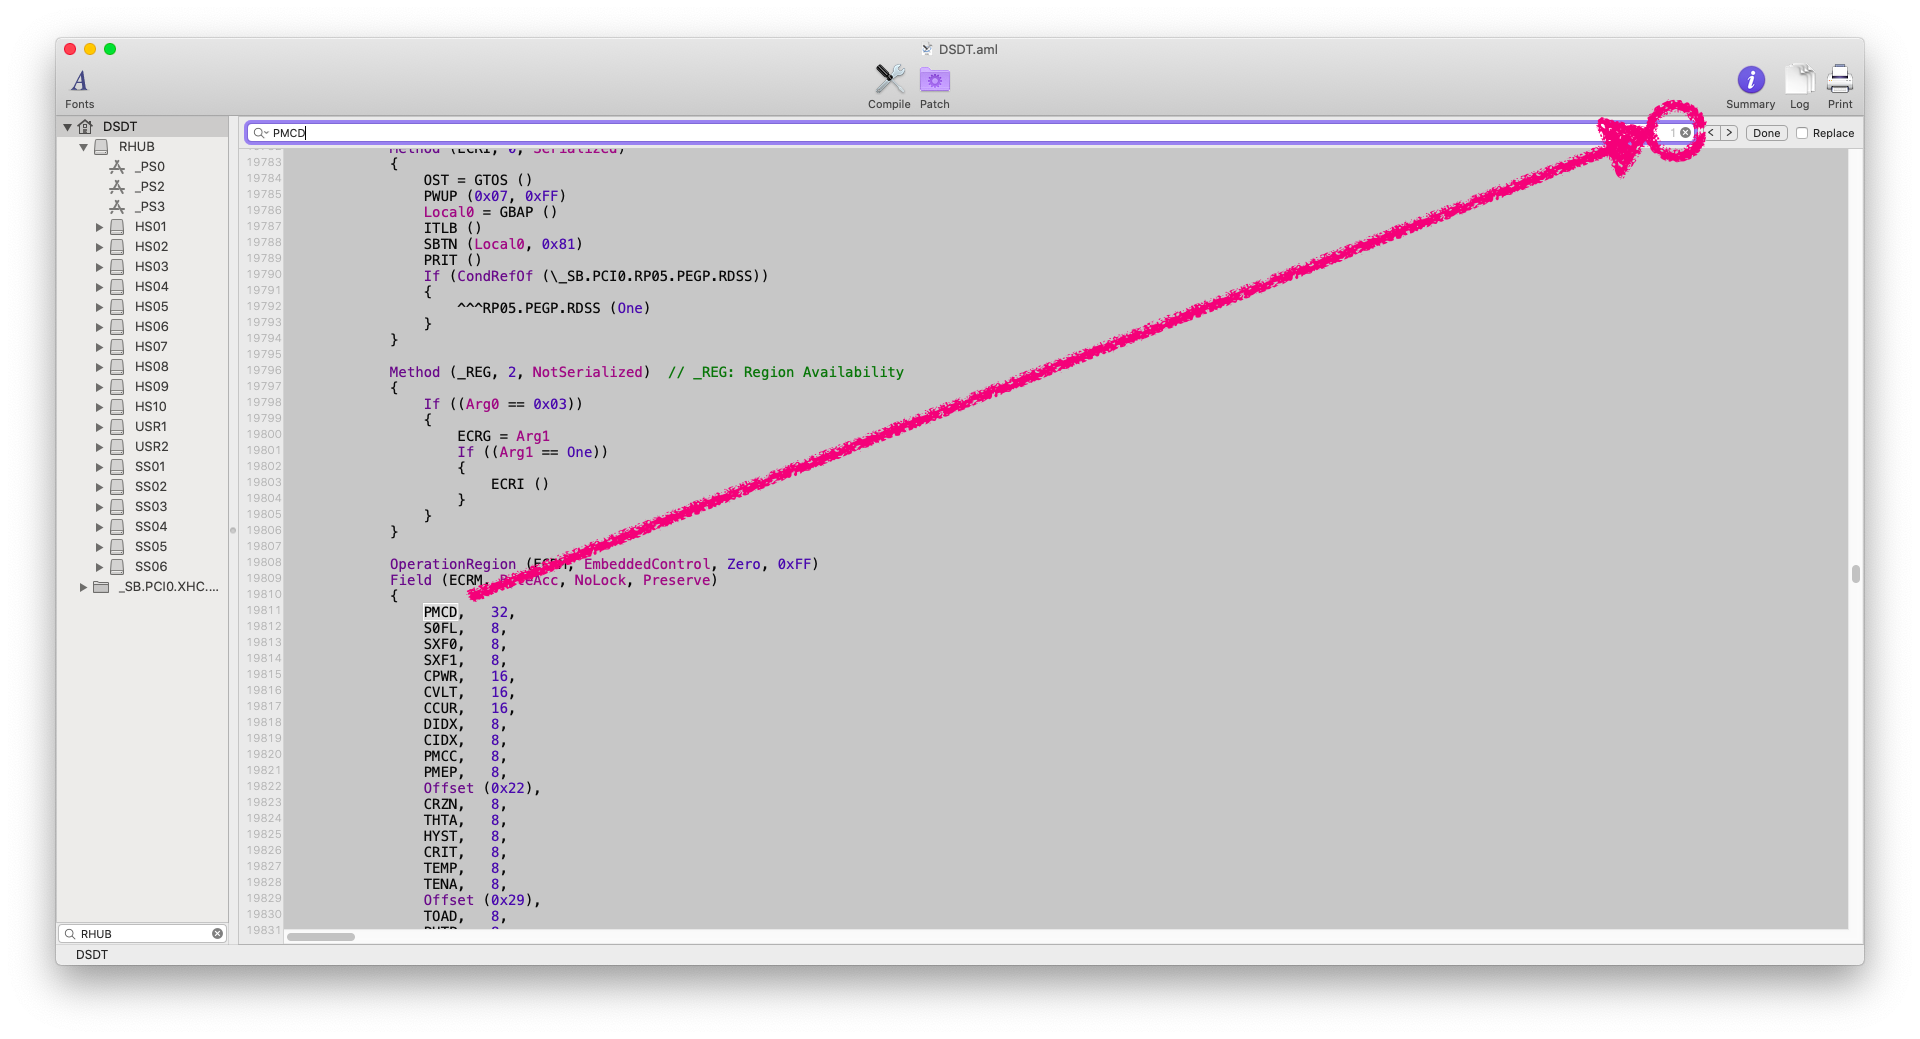 DSDT.aml
Fonts
Compile
Patch
Summary
Log
Print
DSDT
RHUB
_PS0
_PS2
_PS3
HS01
HS02
HS03
HS04
HS05
HS06
HS07
HS08
HS09
HS10
USR1
USR2
SS01
SS02
SS03
SS04
SS05
SS06
_SB.PCI0.XHC....
RHUB
DSDT
PMCD
1
< >
Done
Replace
Method (ECRI, 0, Serialized)
19783 {
19784 OST = GTOS ()
19785 PWUP (0x07, 0xFF)
19786 Local0 = GBAP ()
19787 ITLB ()
19788 SBTN (Local0, 0x81)
19789 PRIT ()
19790 If (CondRefOf (\_SB.PCI0.RP05.PEGP.RDSS))
19791 {
19792 ^^^RP05.PEGP.RDSS (One)
19793 }
19794 }
19795
19796 Method (_REG, 2, NotSerialized)  // _REG: Region Availability
19797 {
19798 If ((Arg0 == 0x03))
19799 {
19800 ECRG = Arg1
19801 If ((Arg1 == One))
19802 {
19803 ECRI ()
19804 }
19805 }
19806 }
19807
19808 OperationRegion (ECRM, EmbeddedControl, Zero, 0xFF)
19809 Field (ECRM, ByteAcc, NoLock, Preserve)
19810 {
19811 PMCD, 32,
19812 S0FL, 8,
19813 SXF0, 8,
19814 SXF1, 8,
19815 CPWR, 16,
19816 CVLT, 16,
19817 CCUR, 16,
19818 DIDX, 8,
19819 CIDX, 8,
19820 PMCC, 8,
19821 PMEP, 8,
19822 Offset (0x22),
19823 CRZN, 8,
19824 THTA, 8,
19825 HYST, 8,
19826 CRIT, 8,
19827 TEMP, 8,
19828 TENA, 8,
19829 Offset (0x29),
19830 TOAD, 8,
19831